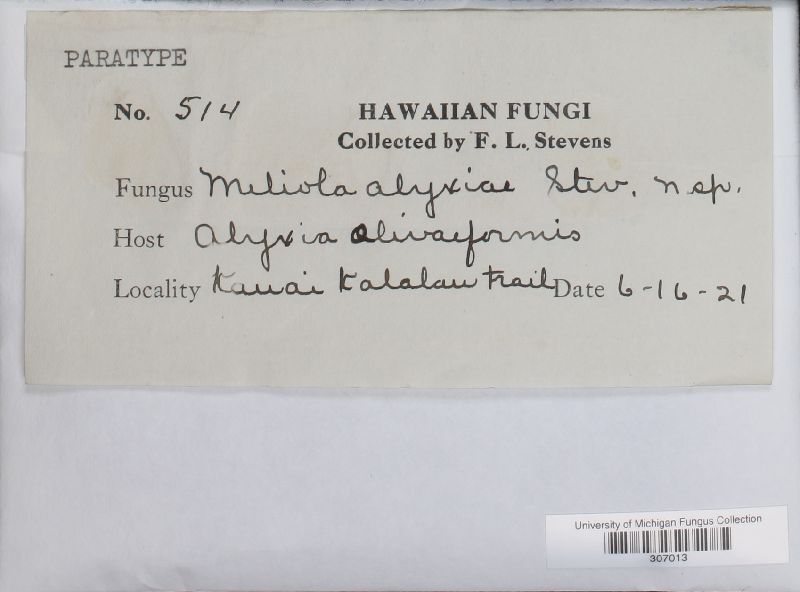 PARATYPE
No. 514 HAWAIIAN FUNGI
Collected by F. L. Stevens
Fungus Meliola alyxiae Stev. n sp.
Host Alyxia olivaeformis
Locality Kauai Kalalau trail Date 6-16-21
University of Michigan Fungus Collection
307013